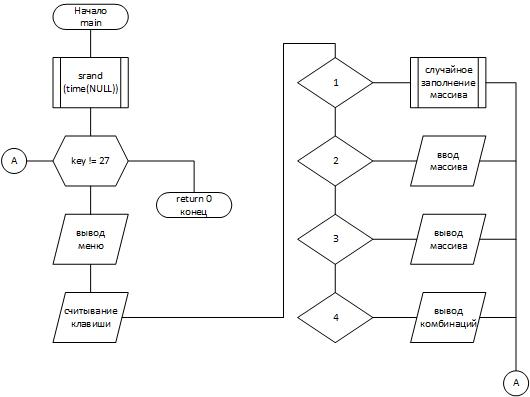 Начало
main
srand
(time(NULL))
A
key != 27
return 0
конец
вывод
меню
считывание
клавиши
1
случайное
заполнение
массива
2
ввод
массива
3
вывод
массива
4
вывод
комбинаций
A